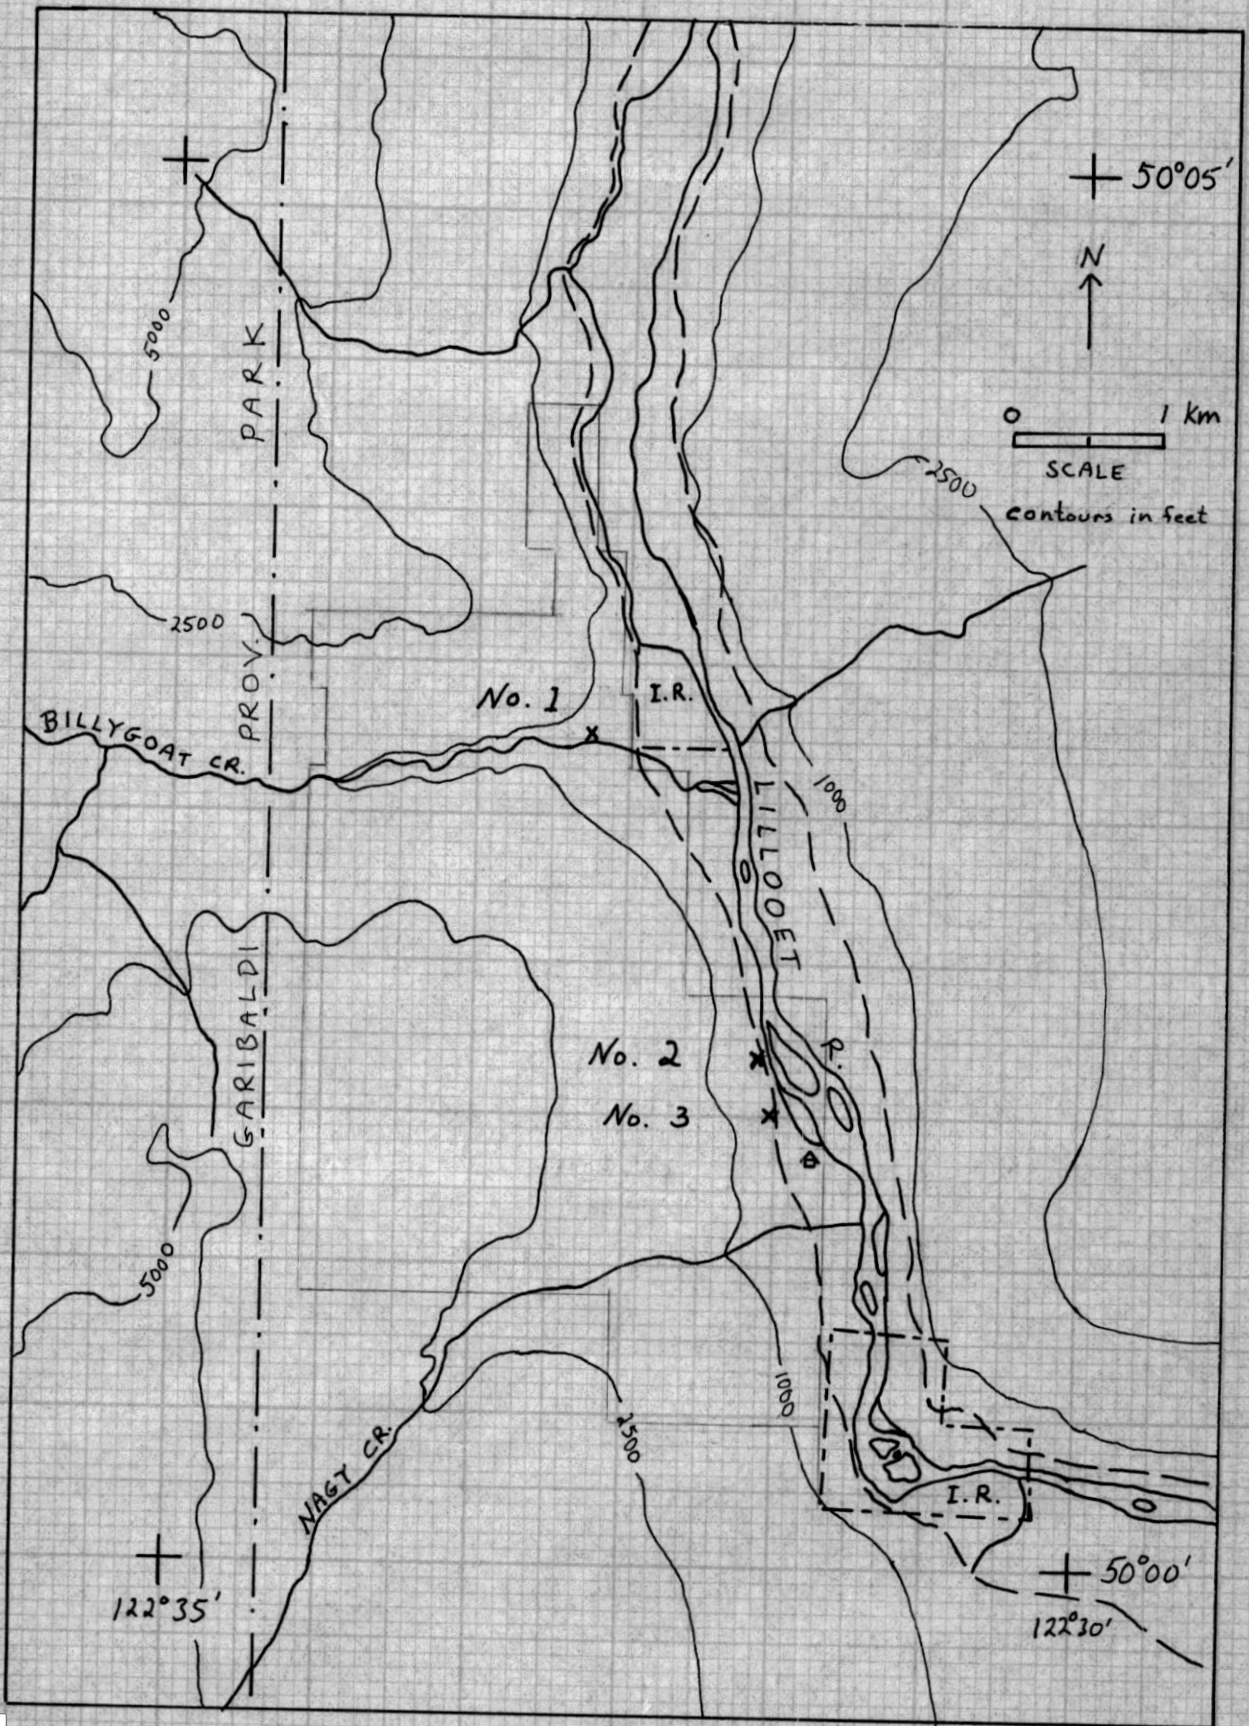 50°05'
N
5000
PARK
0 1 Km
SCALE
2500
contours in feet
2500
PROV.
No. 1
I.R.
BILLYGOAT CR.
LILLOOET
R.
1000
GARIBALDI
No. 2
No. 3
5000
1000
2500
NAGY CR.
I.R.
50°00'
122°35'
122°30'